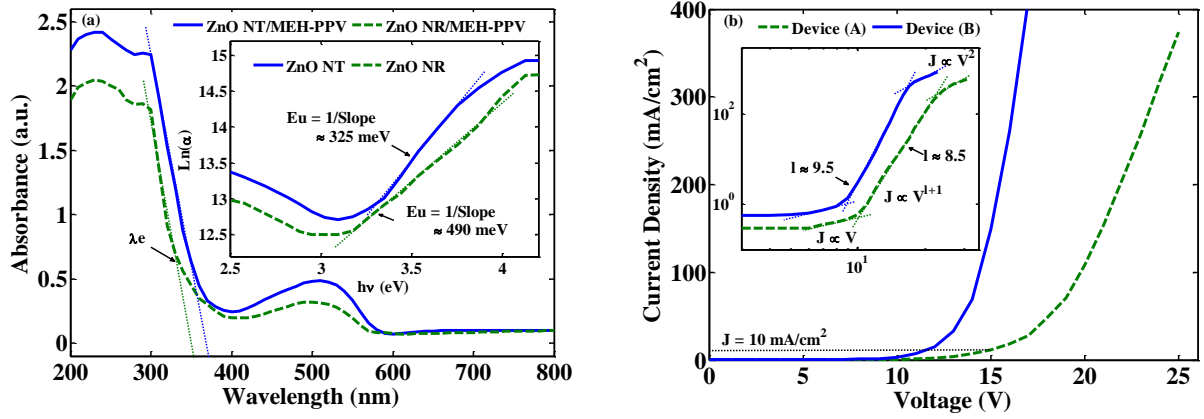 (a)
ZnO NT/MEH-PPV
ZnO NR/MEH-PPV
2.5
2
1.5
1
0.5
0
Absorbance (a.u.)
200 300 400 500 600 700 800
Wavelength (nm)
λe
ZnO NT
ZnO NR
15
14.5
14
13.5
13
12.5
Ln(α)
Eu = 1/Slope
≈ 325 meV
Eu = 1/Slope
≈ 490 meV
2.5 3 3.5 4
hν (eV)
(b)
Device (A)
Device (B)
400
300
200
100
0
Current Density (mA/cm²)
0 5 10 15 20 25
Voltage (V)
J = 10 mA/cm²
J ∝ V²
10²
10⁰
l ≈ 9.5
l ≈ 8.5
J ∝ Vˡ⁺¹
J ∝ V
10¹